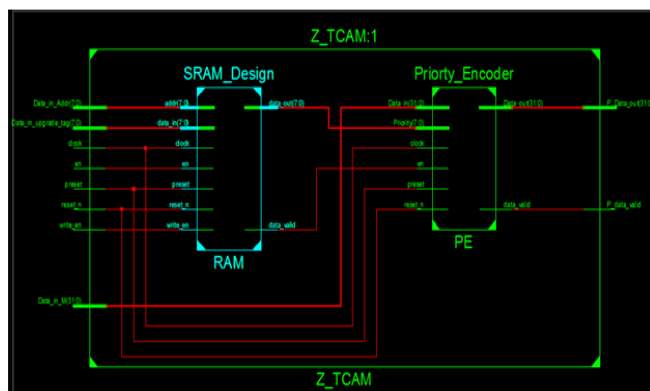 Z_TCAM:1
SRAM_Design
Priorty_Encoder
Data_in_Addr(7:0)
addr(7:0)
data_out(7:0)
Data_in(31:0)
Data_out(31:0)
P_Data_out(31:0)
Data_in_upgrade_tag(7:0)
data_in(7:0)
Priority(7:0)
clock
clock
clock
en
en
en
preset
preset
preset
reset_n
reset_n
reset_n
data_valid
P_data_valid
write_en
write_en
data_valid
RAM
PE
Data_in_M(31:0)
Z_TCAM